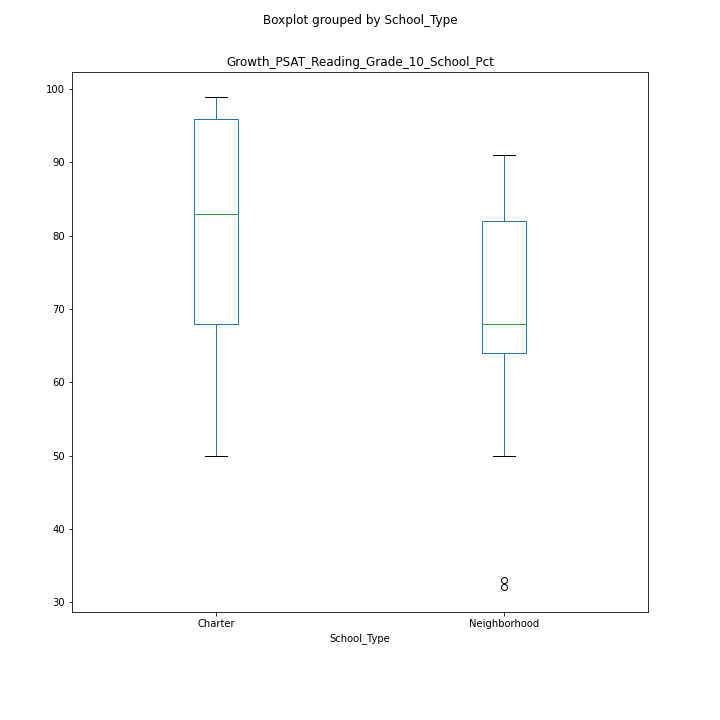 Boxplot grouped by School_Type
Growth_PSAT_Reading_Grade_10_School_Pct
100
90
80
70
60
50
40
30
Charter
Neighborhood
School_Type